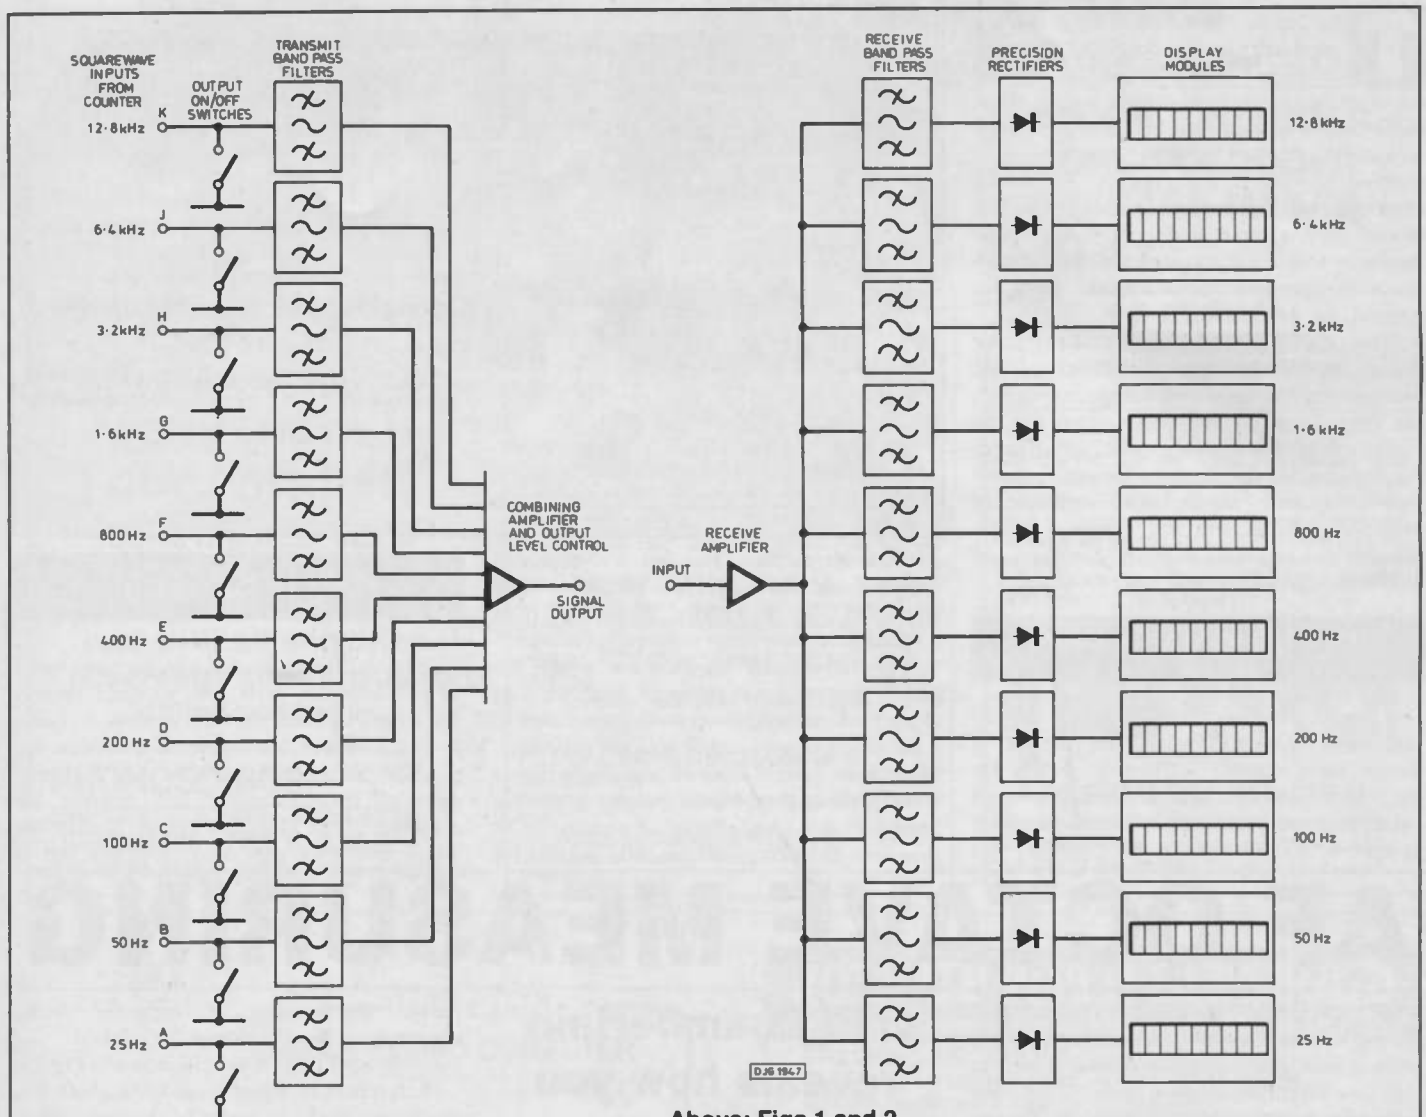 SQUAREWAVE
INPUTS
FROM
COUNTER
OUTPUT
ON/OFF
SWITCHES
TRANSMIT
BAND PASS
FILTERS
K
12·8kHz
J
6·4kHz
H
3·2kHz
G
1·6kHz
F
800Hz
E
400Hz
D
200Hz
C
100Hz
B
50Hz
A
25Hz
COMBINING
AMPLIFIER
AND OUTPUT
LEVEL CONTROL
SIGNAL
OUTPUT
RECEIVE
AMPLIFIER
INPUT
RECEIVE
BAND PASS
FILTERS
PRECISION
RECTIFIERS
DISPLAY
MODULES
12·8kHz
6·4kHz
3·2kHz
1·6kHz
800 Hz
400 Hz
200 Hz
100 Hz
50 Hz
25 Hz
DJG 1947
Above: Figs 1 and 2